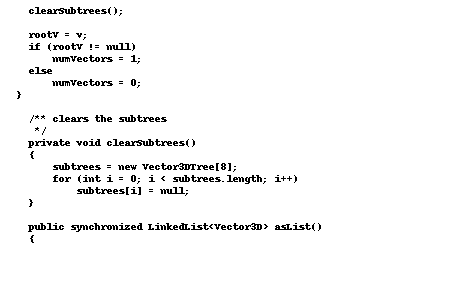 clearSubtrees();
rootV = v;
if (rootV != null)
numVectors = 1;
else
numVectors = 0;
}
/** clears the subtrees
*/
private void clearSubtrees()
{
subtrees = new Vector3DTree[8];
for (int i = 0; i < subtrees.length; i++)
subtrees[i] = null;
}
public synchronized LinkedList<Vector3D> asList()
{